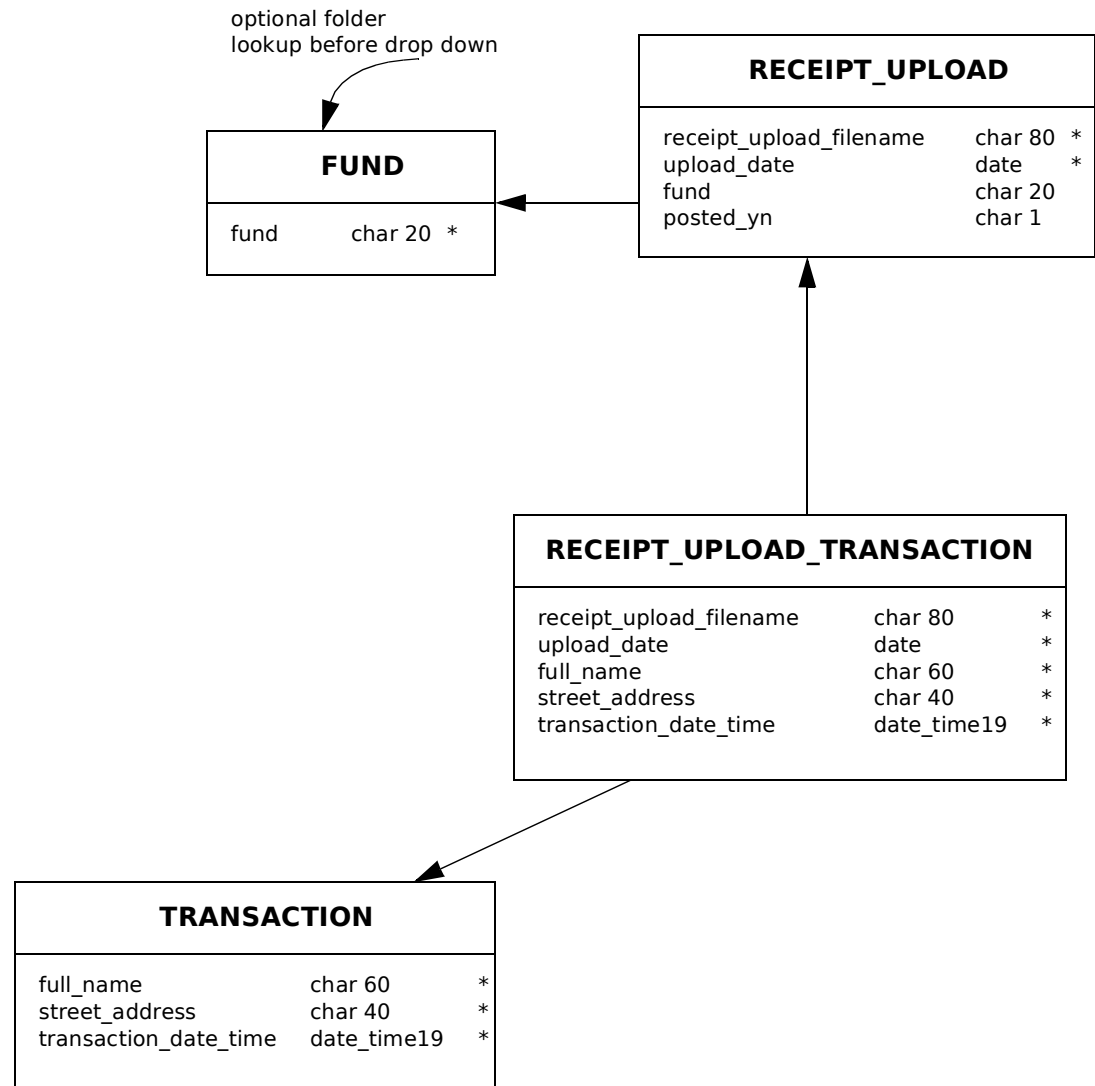 optional folder
lookup before drop down
RECEIPT_UPLOAD
receipt_upload_filename char 80 *
upload_date date *
fund char 20
posted_yn char 1
FUND
fund char 20 *
RECEIPT_UPLOAD_TRANSACTION
receipt_upload_filename char 80 *
upload_date date *
full_name char 60 *
street_address char 40 *
transaction_date_time date_time19 *
TRANSACTION
full_name char 60 *
street_address char 40 *
transaction_date_time date_time19 *